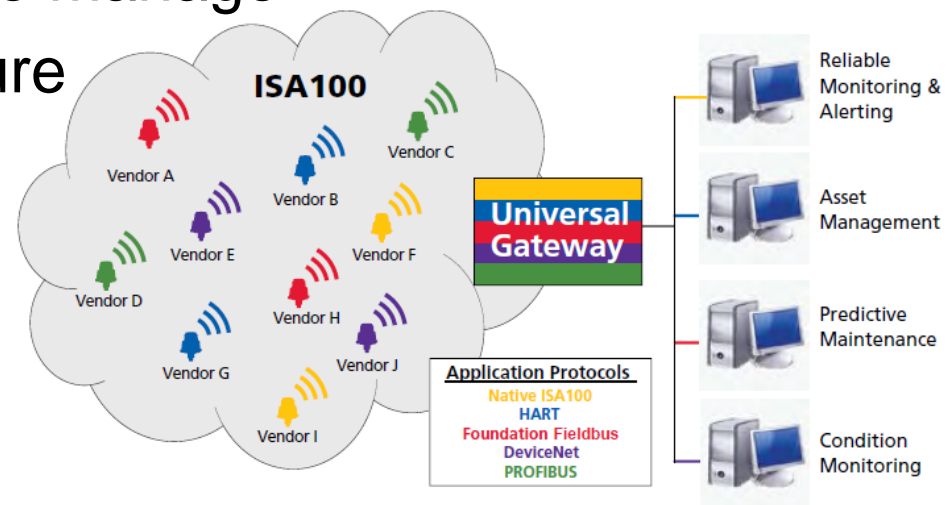 ure
ISA100
Vendor A
Vendor B
Vendor C
Vendor E
Vendor F
Vendor D
Vendor H
Vendor G
Vendor J
Vendor I
Universal
Gateway
Application Protocols
Native ISA100
HART
Foundation Fieldbus
DeviceNet
PROFIBUS
Reliable
Monitoring &
Alerting
Asset
Management
Predictive
Maintenance
Condition
Monitoring